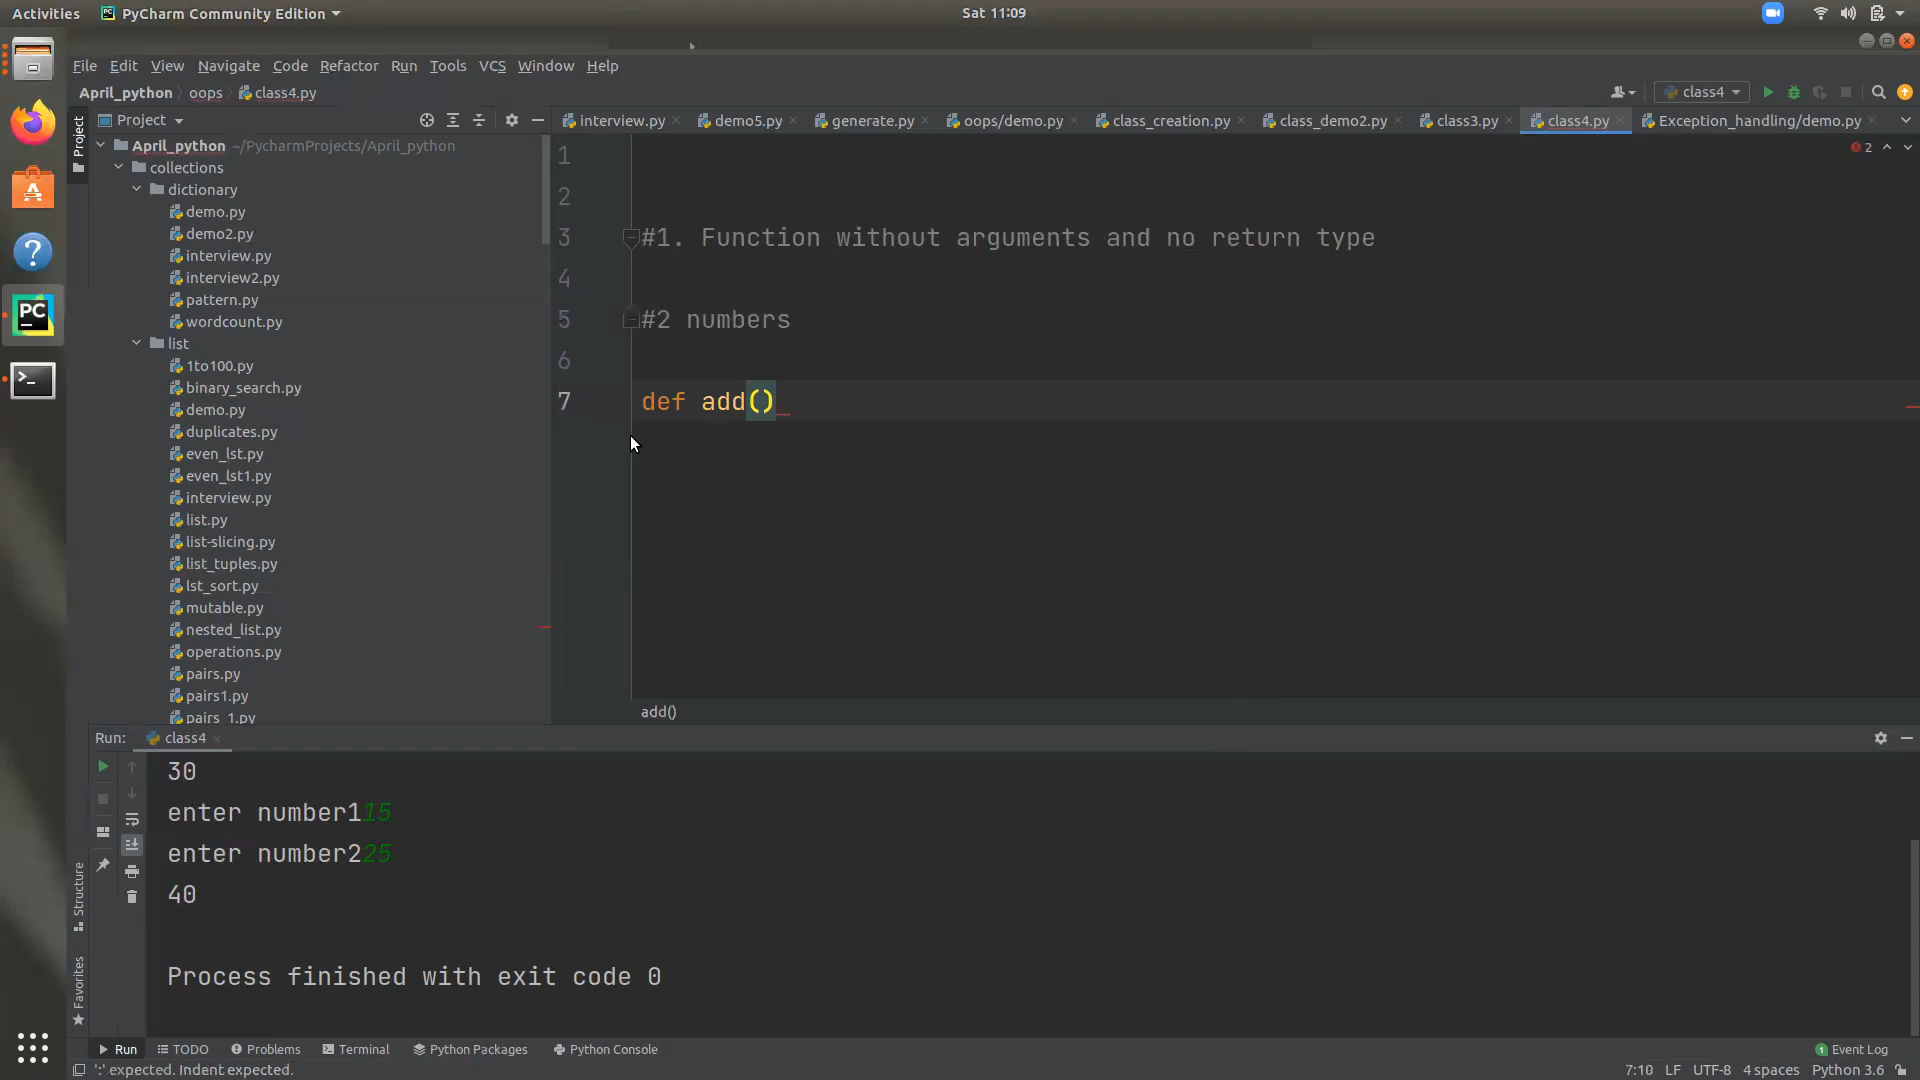 Activities PyCharm Community Edition Sat 11:09
File Edit View Navigate Code Refactor Run Tools VCS Window Help
April_python oops class4.py class4
Project interview.py demo5.py generate.py oops/demo.py class_creation.py class_demo2.py class3.py class4.py Exception_handling/demo.py
Project
April_python ~/PycharmProjects/April_python
collections
dictionary
demo.py
demo2.py
interview.py
interview2.py
pattern.py
wordcount.py
list
1to100.py
binary_search.py
demo.py
duplicates.py
even_lst.py
even_lst1.py
interview.py
list.py
list-slicing.py
list_tuples.py
lst_sort.py
mutable.py
nested_list.py
operations.py
pairs.py
pairs1.py
pairs_1.py
2
1
2
3 #1. Function without arguments and no return type
4
5 #2 numbers
6
7 def add()
add()
Run: class4
30
enter number115
enter number225
40
Process finished with exit code 0
Structure
Favorites
Run TODO Problems Terminal Python Packages Python Console 1 Event Log
':' expected. Indent expected. 7:10 LF UTF-8 4 spaces Python 3.6